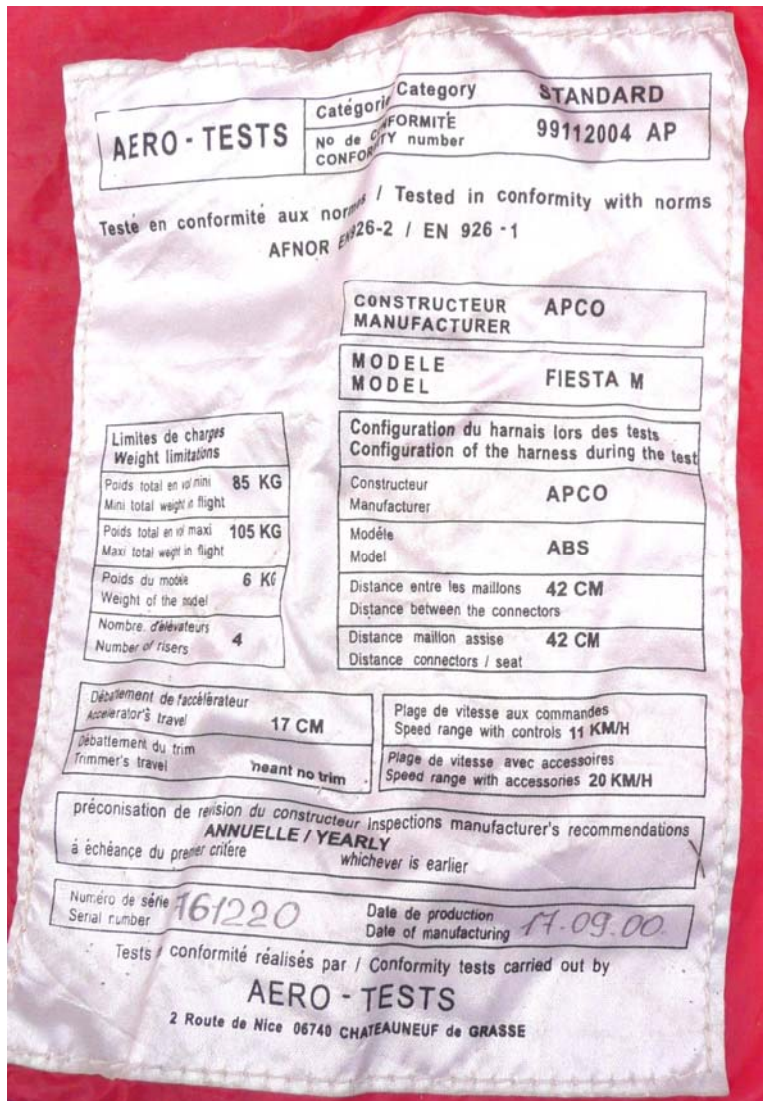 AERO - TESTS
Catégorie Category STANDARD
No de CONFORMITÉ
CONFORMITY number 99112004 AP
Testé en conformité aux normes / Tested in conformity with norms
AFNOR EN926-2 / EN 926 - 1
CONSTRUCTEUR APCO
MANUFACTURER
MODELE
MODEL FIESTA M
Limites de charges
Weight limitations
Poids total en vol mini 85 KG
Mini total weight in flight
Poids total en vol maxi 105 KG
Maxi total weight in flight
Poids du modèle 6 KG
Weight of the model
Nombre d'élévateurs
Number of risers 4
Configuration du harnais lors des tests
Configuration of the harness during the test
Constructeur
Manufacturer APCO
Modéle
Model ABS
Distance entre les maillons 42 CM
Distance between the connectors
Distance maillon assise 42 CM
Distance connectors / seat
Débattement de l'accélérateur
Accelerator's travel 17 CM
Débattement du trim
Trimmer's travel neant no trim
Plage de vitesse aux commandes
Speed range with controls 11 KM/H
Plage de vitesse avec accessoires
Speed range with accessories 20 KM/H
préconisation de revision du constructeur Inspections manufacturer's recommendations
ANNUELLE / YEARLY
à échéance du premier critère whichever is earlier
Numéro de série 161220
Serial number
Date de production
Date of manufacturing 17.09.00.
Tests / conformité réalisés par / Conformity tests carried out by
AERO - TESTS
2 Route de Nice 06740 CHATEAUNEUF de GRASSE